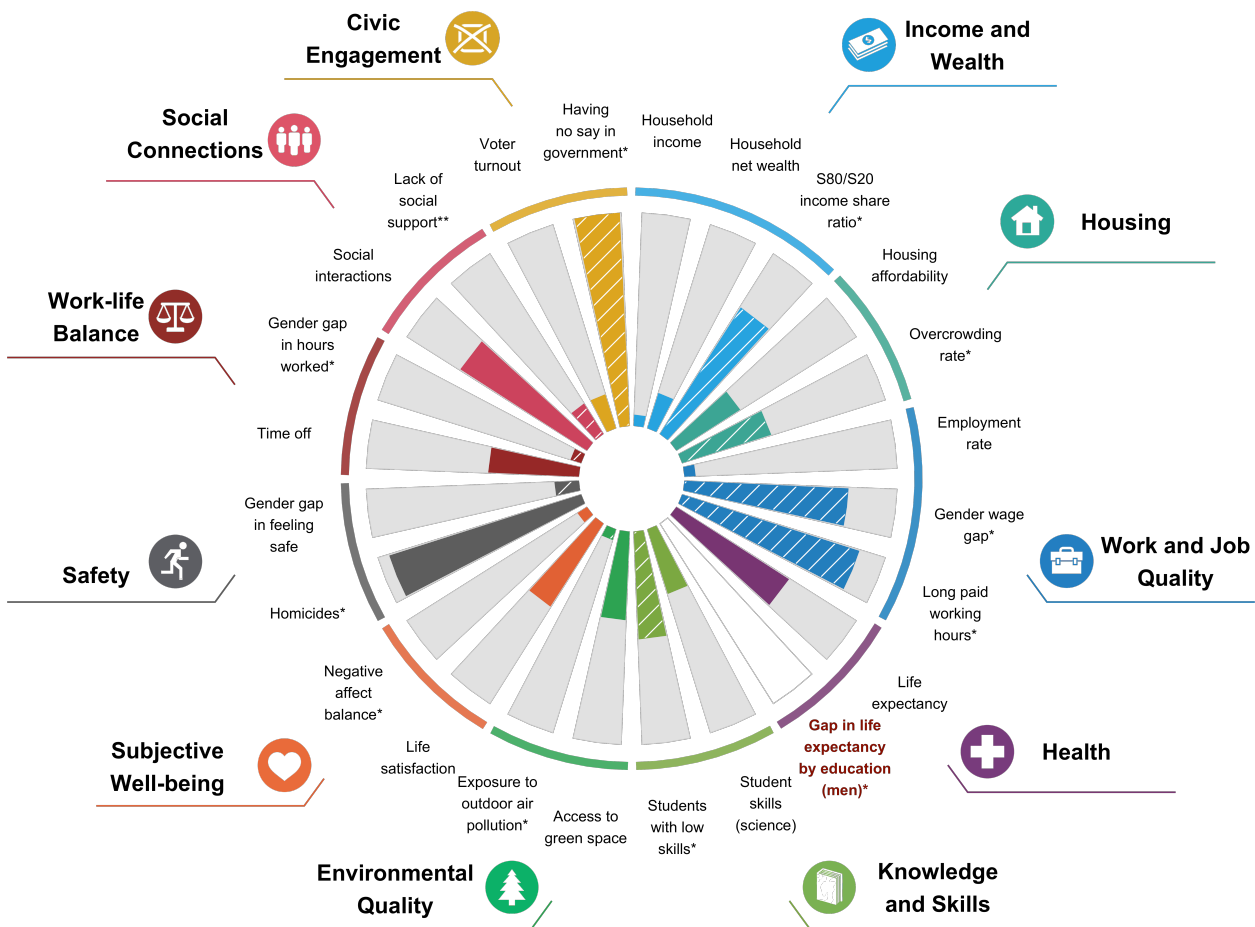 Civic
Engagement
Income and
Wealth
Social
Connections
Housing
Work-life
Balance
Safety
Work and Job
Quality
Subjective
Well-being
Health
Environmental
Quality
Knowledge
and Skills
Having
no say in
government*
Household
income
Household
net wealth
S80/S20
income share
ratio*
Housing
affordability
Overcrowding
rate*
Employment
rate
Gender wage
gap*
Long paid
working
hours*
Life
expectancy
Gap in life
expectancy
by education
(men)*
Student
skills
(science)
Students
with low
skills*
Access to
green space
Exposure to
outdoor air
pollution*
Life
satisfaction
Negative
affect
balance*
Homicides*
Gender gap
in feeling
safe
Time off
Gender gap
in hours
worked*
Social
interactions
Lack of
social
support**
Voter
turnout